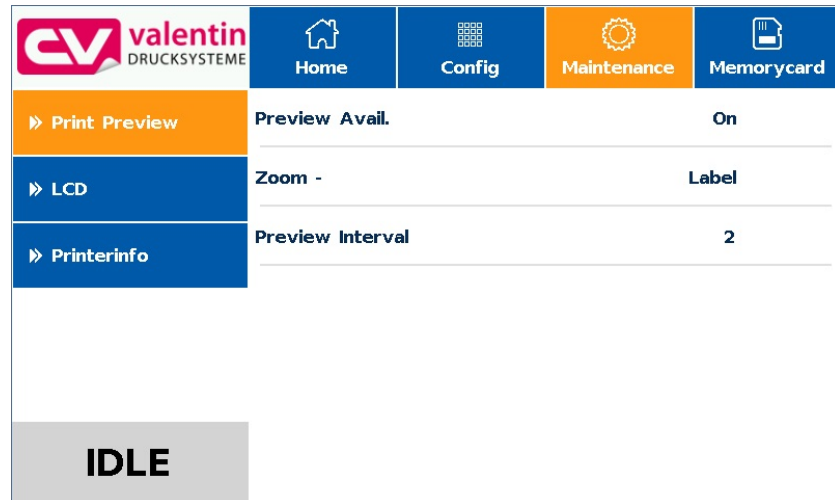 CV valentin
DRUCKSYSTEME
Home Config Maintenance Memorycard
Print Preview
LCD
Printerinfo
Preview Avail. On
Zoom - Label
Preview Interval 2
IDLE